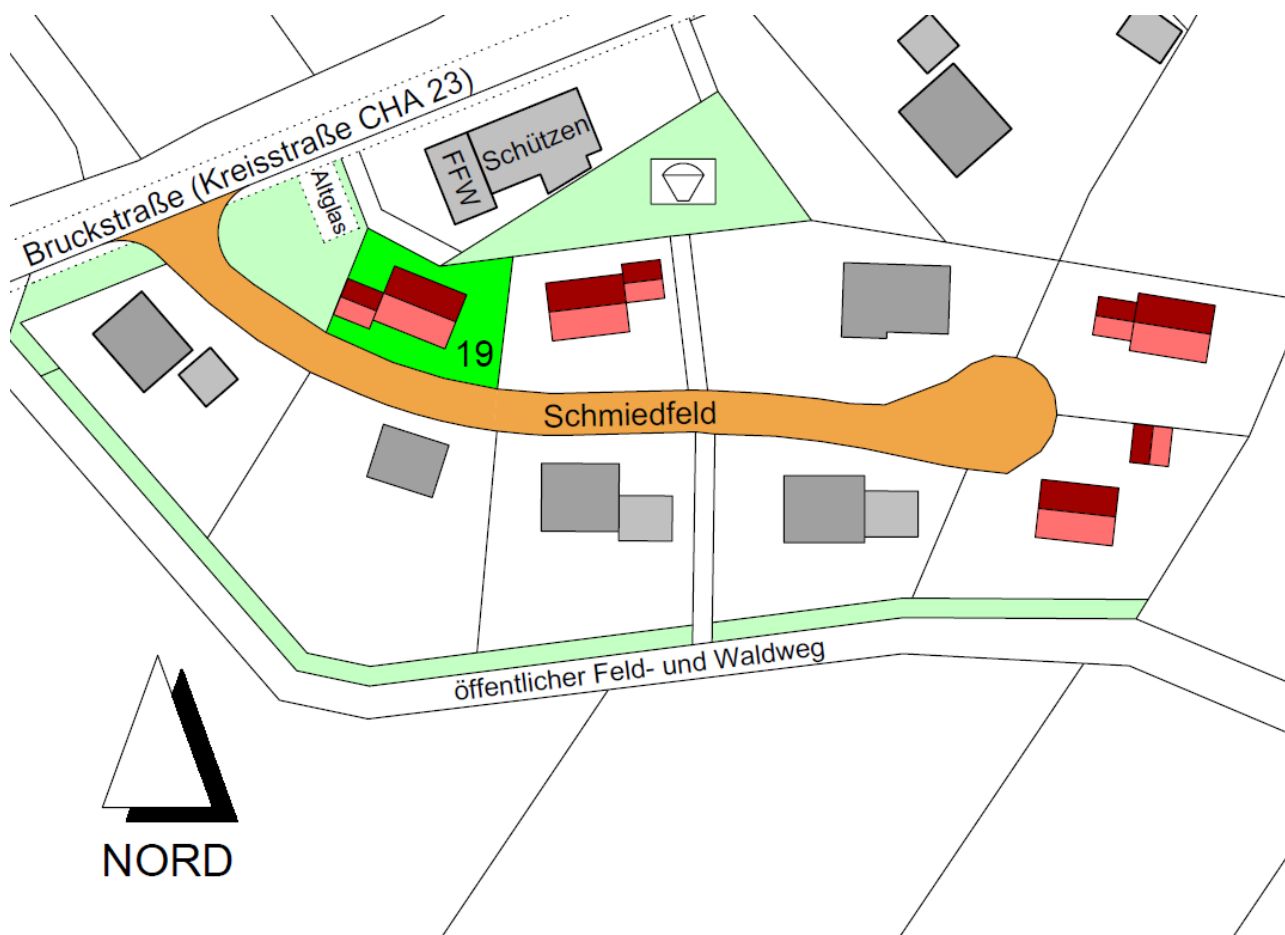 Bruckstraße (Kreisstraße CHA 23)
FFW
Schützen
Altglas
19
Schmiedfeld
öffentlicher Feld- und Waldweg
NORD